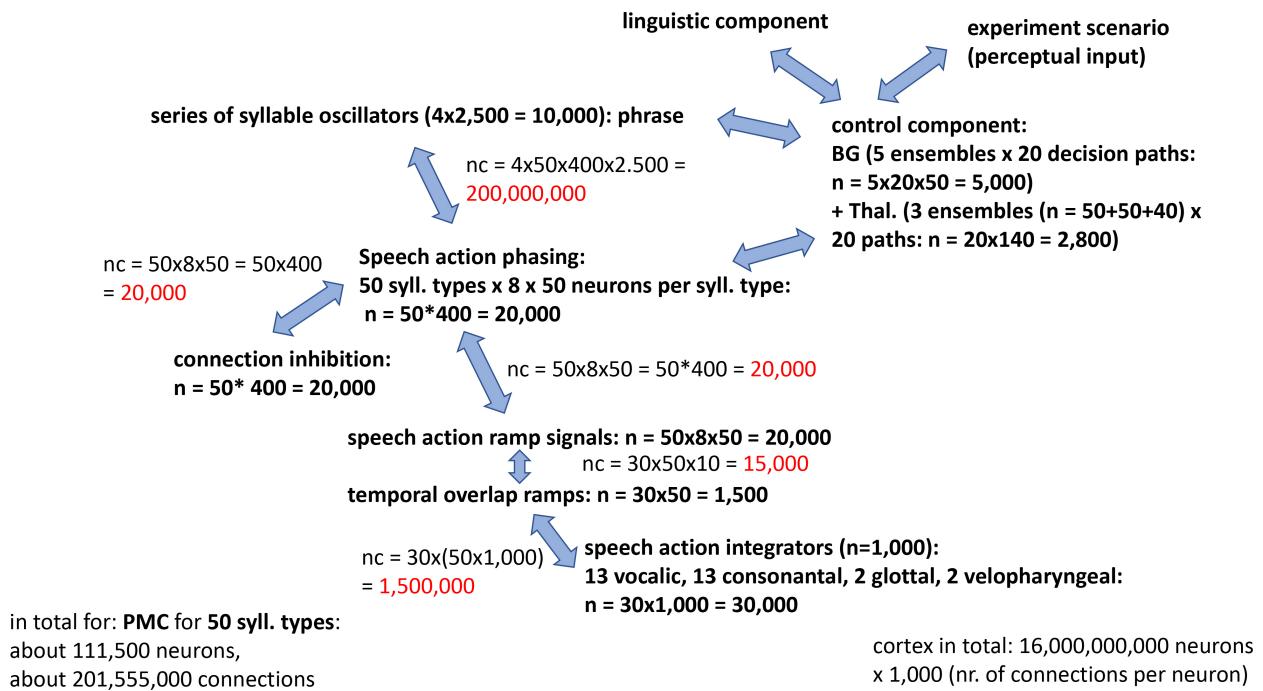 linguistic component
experiment scenario
(perceptual input)
series of syllable oscillators (4x2,500 = 10,000): phrase
control component:
BG (5 ensembles x 20 decision paths:
n = 5x20x50 = 5,000)
+ Thal. (3 ensembles (n = 50+50+40) x
20 paths: n = 20x140 = 2,800)
nc = 4x50x400x2.500 =
200,000,000
nc = 50x8x50 = 50x400
= 20,000
Speech action phasing:
50 syll. types x 8 x 50 neurons per syll. type:
n = 50*400 = 20,000
connection inhibition:
n = 50* 400 = 20,000
nc = 50x8x50 = 50*400 = 20,000
speech action ramp signals: n = 50x8x50 = 20,000
nc = 30x50x10 = 15,000
temporal overlap ramps: n = 30x50 = 1,500
nc = 30x(50x1,000)
= 1,500,000
speech action integrators (n=1,000):
13 vocalic, 13 consonantal, 2 glottal, 2 velopharyngeal:
n = 30x1,000 = 30,000
in total for: PMC for 50 syll. types:
about 111,500 neurons,
about 201,555,000 connections
cortex in total: 16,000,000,000 neurons
x 1,000 (nr. of connections per neuron)